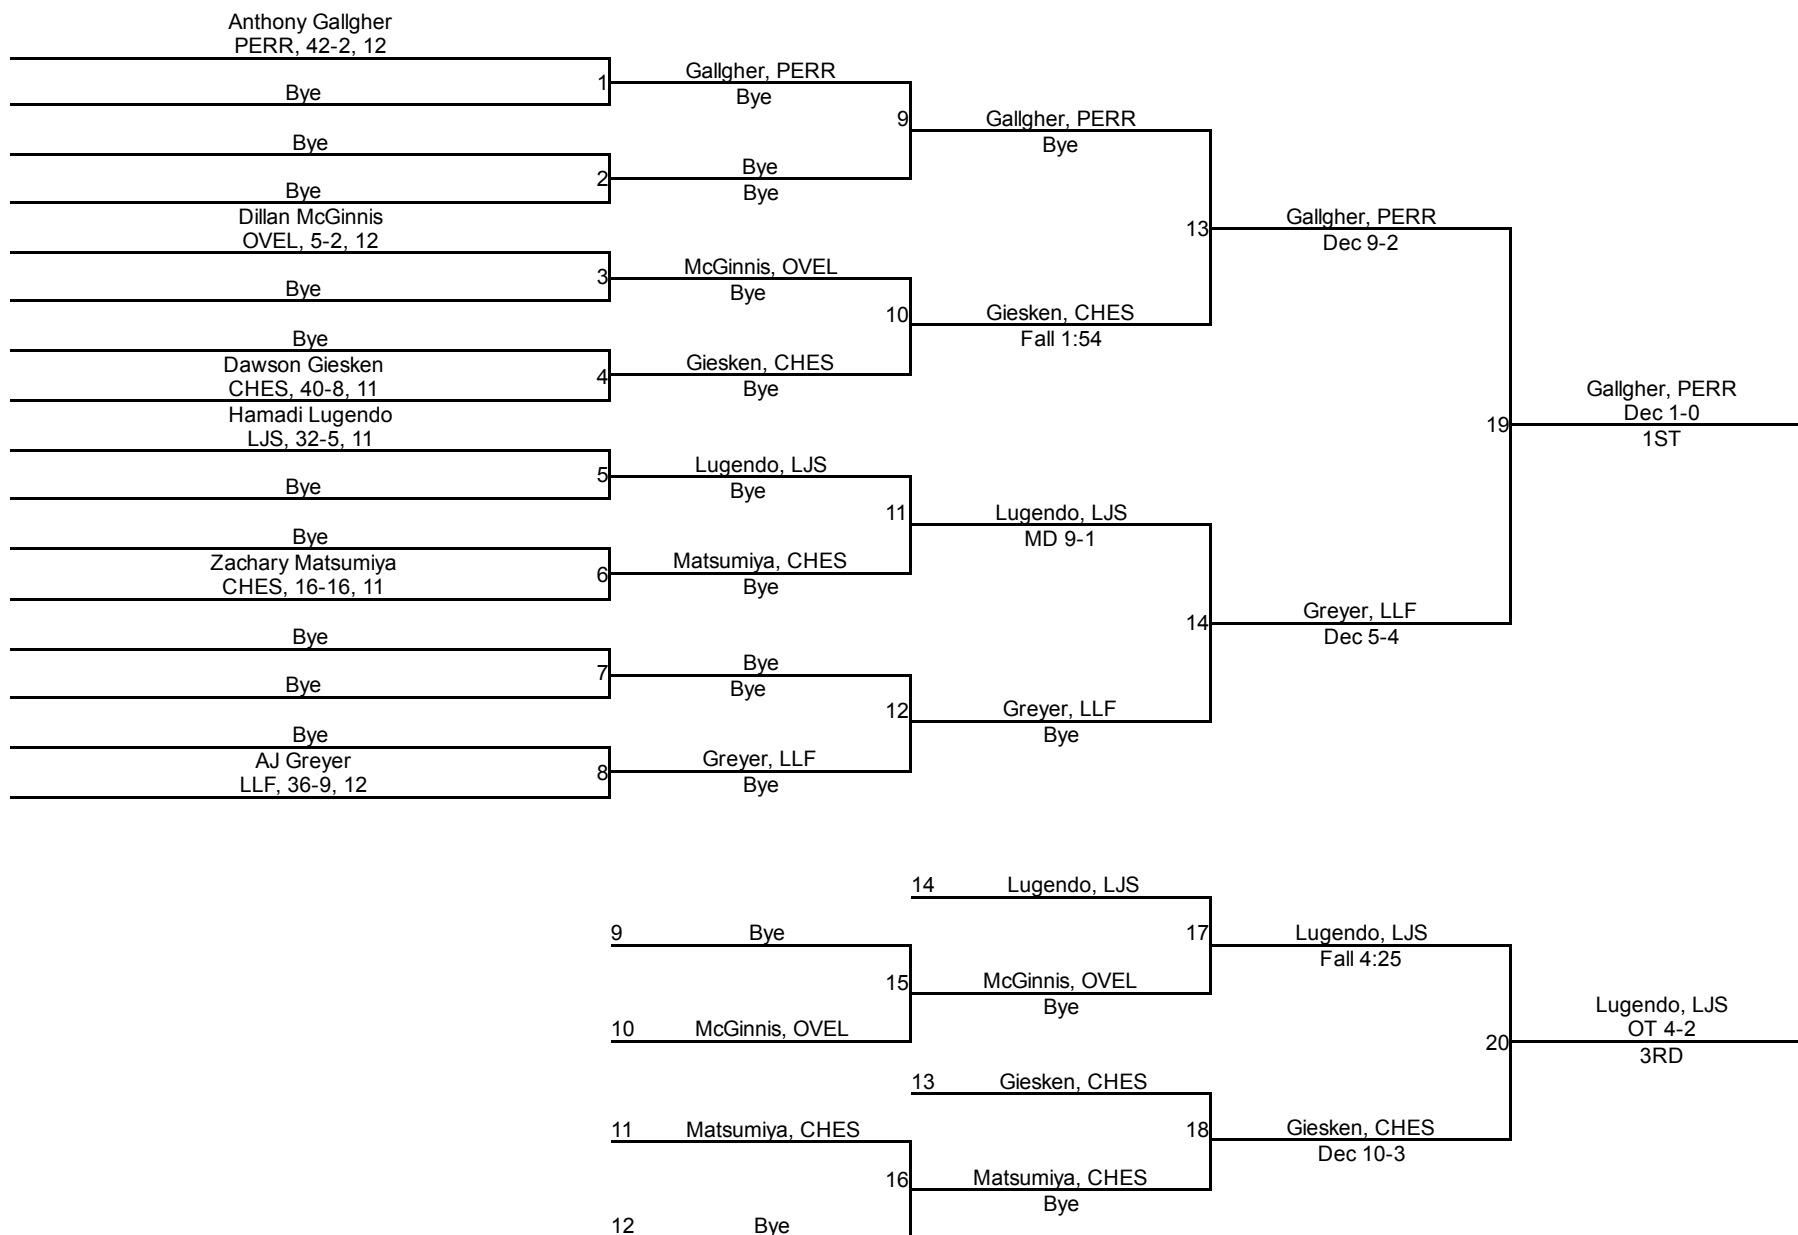 Anthony Gallgher
PERR, 42-2, 12
1
Bye
Bye
2
Bye
Dillan McGinnis
OVEL, 5-2, 12
3
Bye
Bye
4
Dawson Giesken
CHES, 40-8, 11
Hamadi Lugendo
LJS, 32-5, 11
5
Bye
Bye
6
Zachary Matsumiya
CHES, 16-16, 11
Bye
7
Bye
Bye
8
AJ Greyer
LLF, 36-9, 12
Gallgher, PERR
Bye
9
Bye
Bye
McGinnis, OVEL
Bye
10
Giesken, CHES
Bye
Lugendo, LJS
Bye
11
Matsumiya, CHES
Bye
Bye
Bye
12
Greyer, LLF
Bye
Gallgher, PERR
Bye
13
Giesken, CHES
Fall 1:54
Lugendo, LJS
MD 9-1
14
Greyer, LLF
Bye
Gallgher, PERR
Dec 9-2
19
Greyer, LLF
Dec 5-4
Gallgher, PERR
Dec 1-0
1ST
14 Lugendo, LJS
9 Bye
17
15
McGinnis, OVEL
Bye
10 McGinnis, OVEL
13 Giesken, CHES
11 Matsumiya, CHES
18
16
Matsumiya, CHES
Bye
12 Bye
Lugendo, LJS
Fall 4:25
20
Giesken, CHES
Dec 10-3
Lugendo, LJS
OT 4-2
3RD